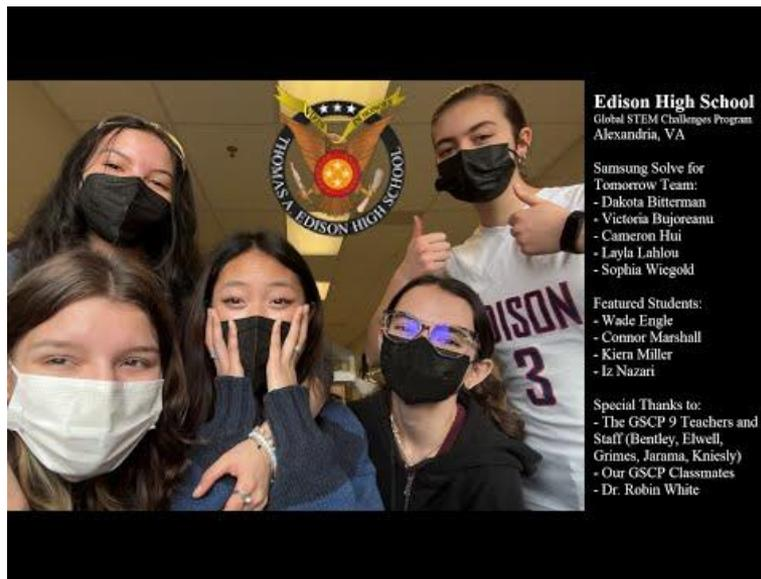 THOMAS A. EDISON HIGH SCHOOL
DISON
3
Edison High School
Global STEM Challenges Program
Alexandria, VA
Samsung Solve for
Tomorrow Team:
- Dakota Bitterman
- Victoria Bujoreanu
- Cameron Hui
- Layla Lahlou
- Sophia Wiegold
Featured Students:
- Wade Engle
- Connor Marshall
- Kiera Miller
- Iz Nazari
Special Thanks to:
- The GSCP 9 Teachers and
Staff (Bentley, Elwell,
Grimes, Jarama, Kniesly)
- Our GSCP Classmates
- Dr. Robin White